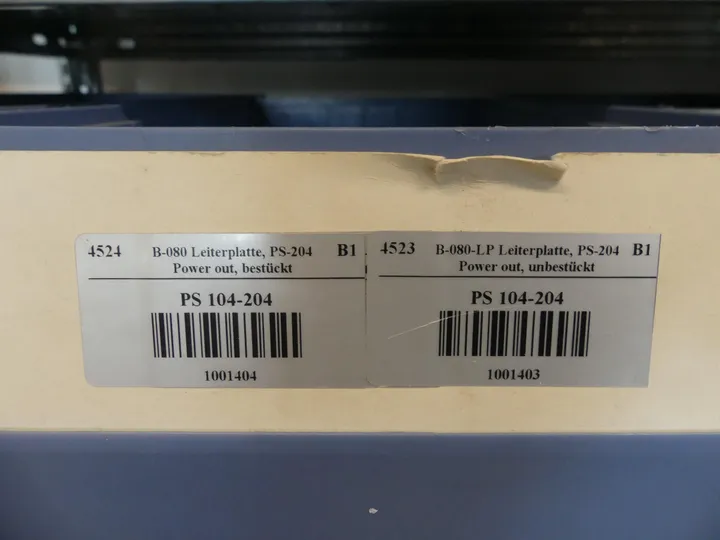 4524 B-080 Leiterplatte, PS-204 B1
Power out, bestückt
PS 104-204
1001404
4523 B-080-LP Leiterplatte, PS-204 B1
Power out, unbestückt
PS 104-204
1001403